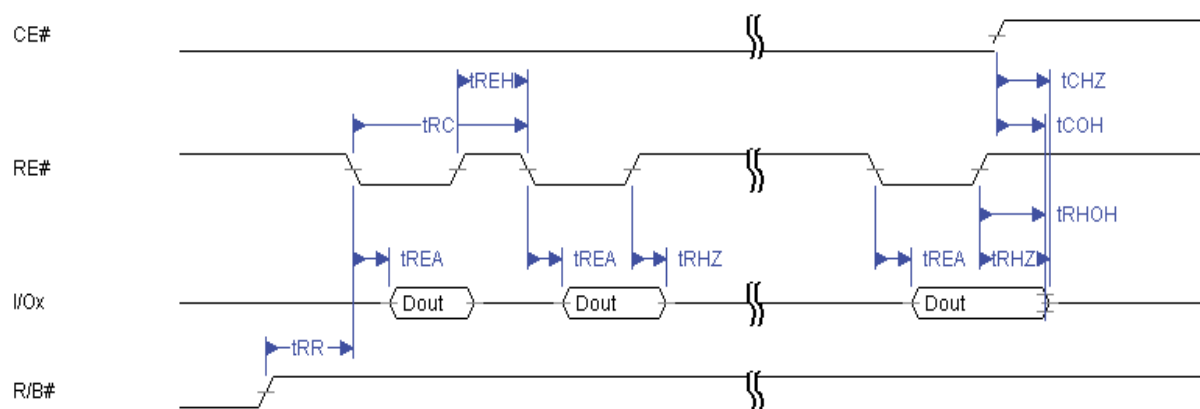 CE#
tREH
tCHZ
tRC
tCOH
RE#
tRHOH
tREA
tREA
tRHZ
tREA
tRHZ
I/Ox
Dout
Dout
Dout
tRR
R/B#